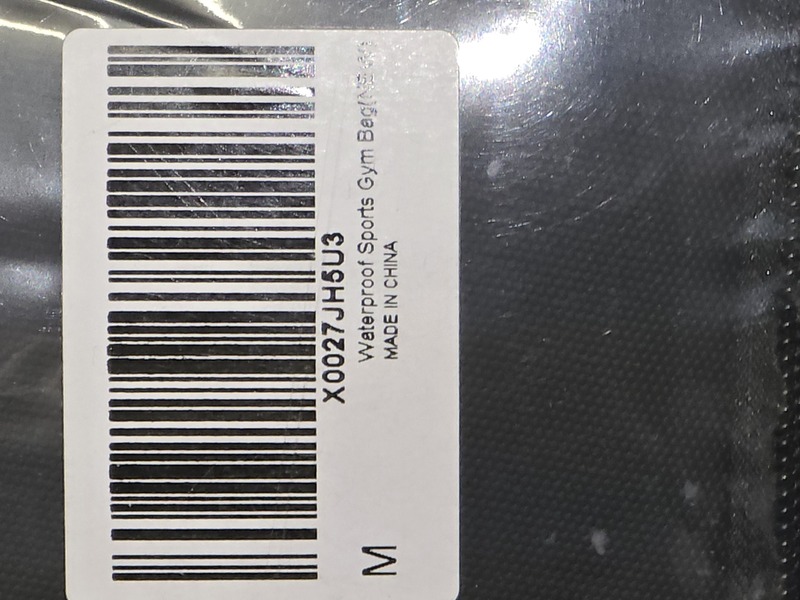 X0027JH5U3
Waterproof Sports Gym Bag(
MADE IN CHINA
M